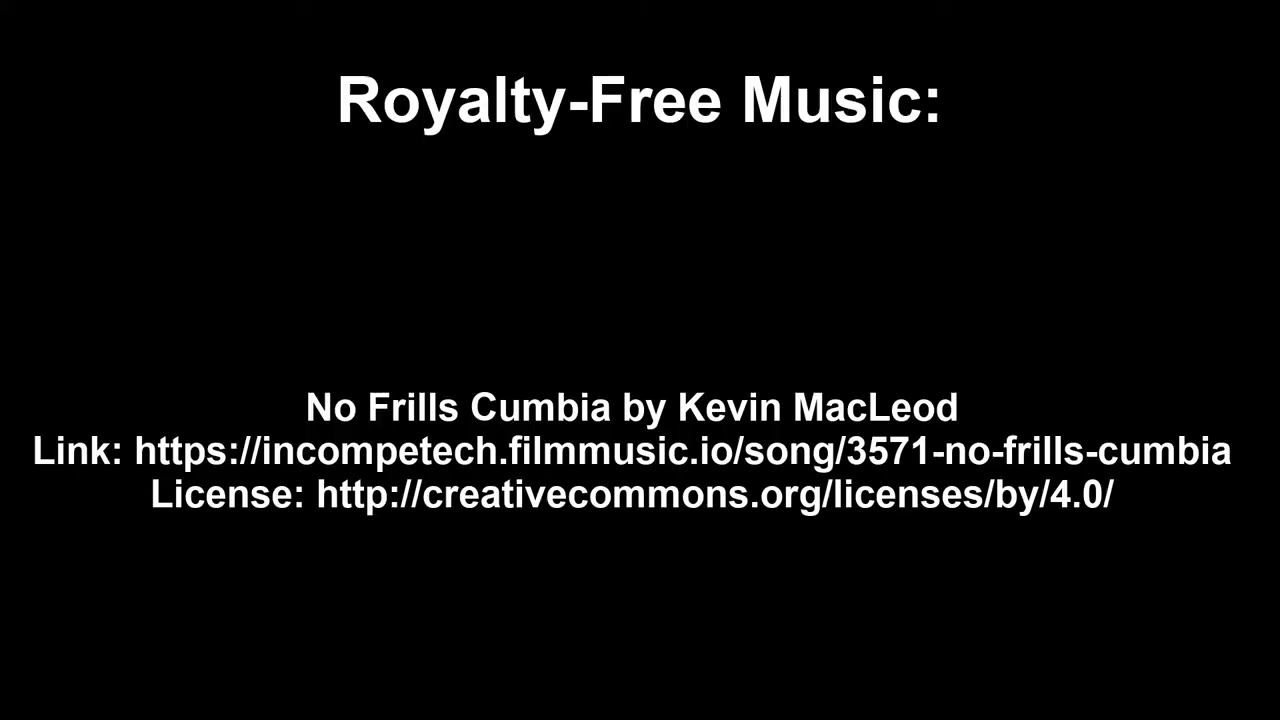 Royalty-Free Music:
No Frills Cumbia by Kevin MacLeod
Link: https://incompetech.filmmusic.io/song/3571-no-frills-cumbia
License: http://creativecommons.org/licenses/by/4.0/